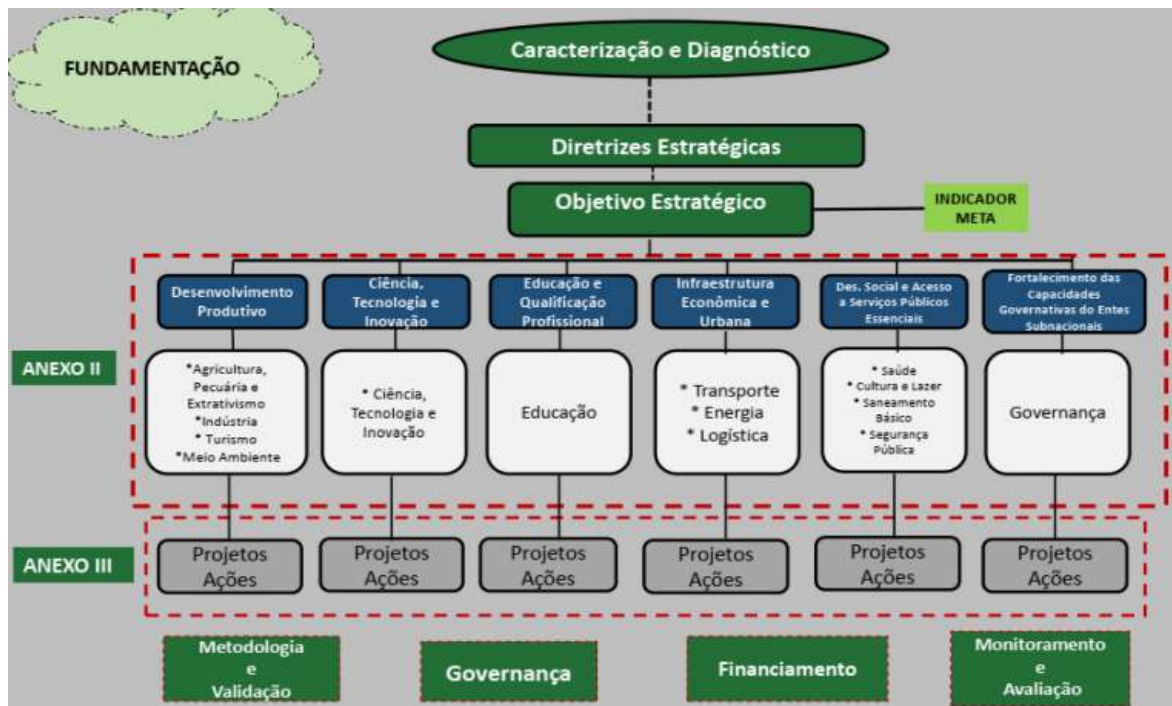 FUNDAMENTAÇÃO
Caracterização e Diagnóstico
Diretrizes Estratégicas
Objetivo Estratégico
INDICADOR
META
Desenvolvimento
Produtivo
Ciência,
Tecnologia e
Inovação
Educação e
Qualificação
Profissional
Infraestrutura
Econômica e
Urbana
Des. Social e Acesso
a Serviços Públicos
Essenciais
Fortalecimento das
Capacidades
Governativas do Entes
Subnacionais
ANEXO II
*Agricultura,
Pecuária e
Extrativismo
*Indústria
* Turismo
*Meio Ambiente
* Ciência,
Tecnologia e
Inovação
Educação
* Transporte
* Energia
* Logística
* Saúde
* Cultura e Lazer
* Saneamento
Básico
* Segurança
Pública
Governança
ANEXO III
Projetos
Ações
Projetos
Ações
Projetos
Ações
Projetos
Ações
Projetos
Ações
Projetos
Ações
Metodologia
e
Validação
Governança
Financiamento
Monitoramento
e
Avaliação